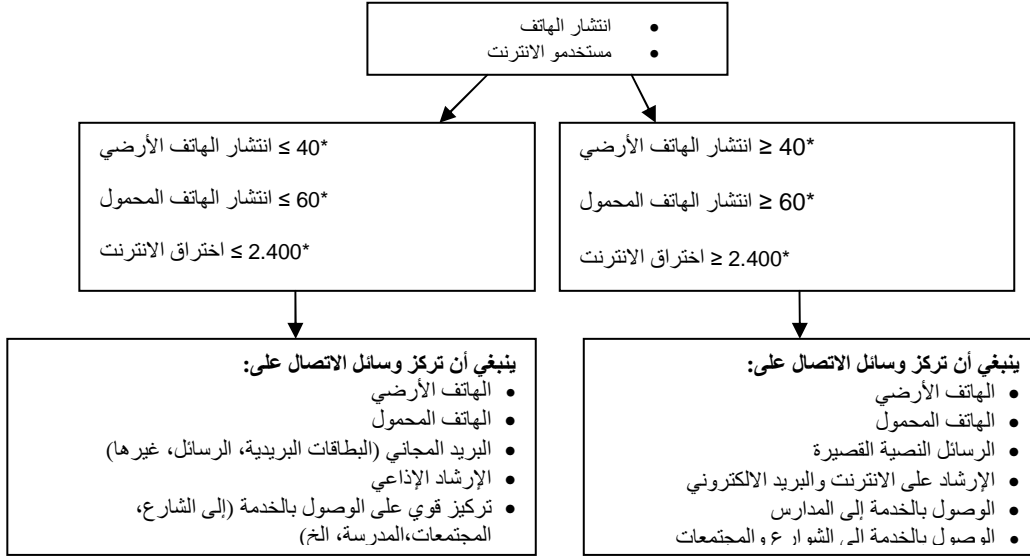 • انتشار الهاتف
• مستخدمو الانترنت
*40 ≥ انتشار الهاتف الأرضي
*60 ≥ انتشار الهاتف المحمول
*2.400 ≥ اختراق الانترنت
*40 ≤ انتشار الهاتف الأرضي
*60 ≤ انتشار الهاتف المحمول
*2.400 ≤ اختراق الانترنت
ينبغي أن تركز وسائل الاتصال على:
• الهاتف الأرضي
• الهاتف المحمول
• الرسائل النصية القصيرة
• الإرشاد على الانترنت والبريد الالكتروني
• الوصول بالخدمة إلى المدارس
• الوصول بالخدمة إلى الشوارع والمجتمعات
ينبغي أن تركز وسائل الاتصال على:
• الهاتف الأرضي
• الهاتف المحمول
• البريد المجاني (البطاقات البريدية، الرسائل، غيرها)
• الإرشاد الإذاعي
• تركيز قوي على الوصول بالخدمة (إلى الشارع،
المجتمعات،المدرسة، الخ)